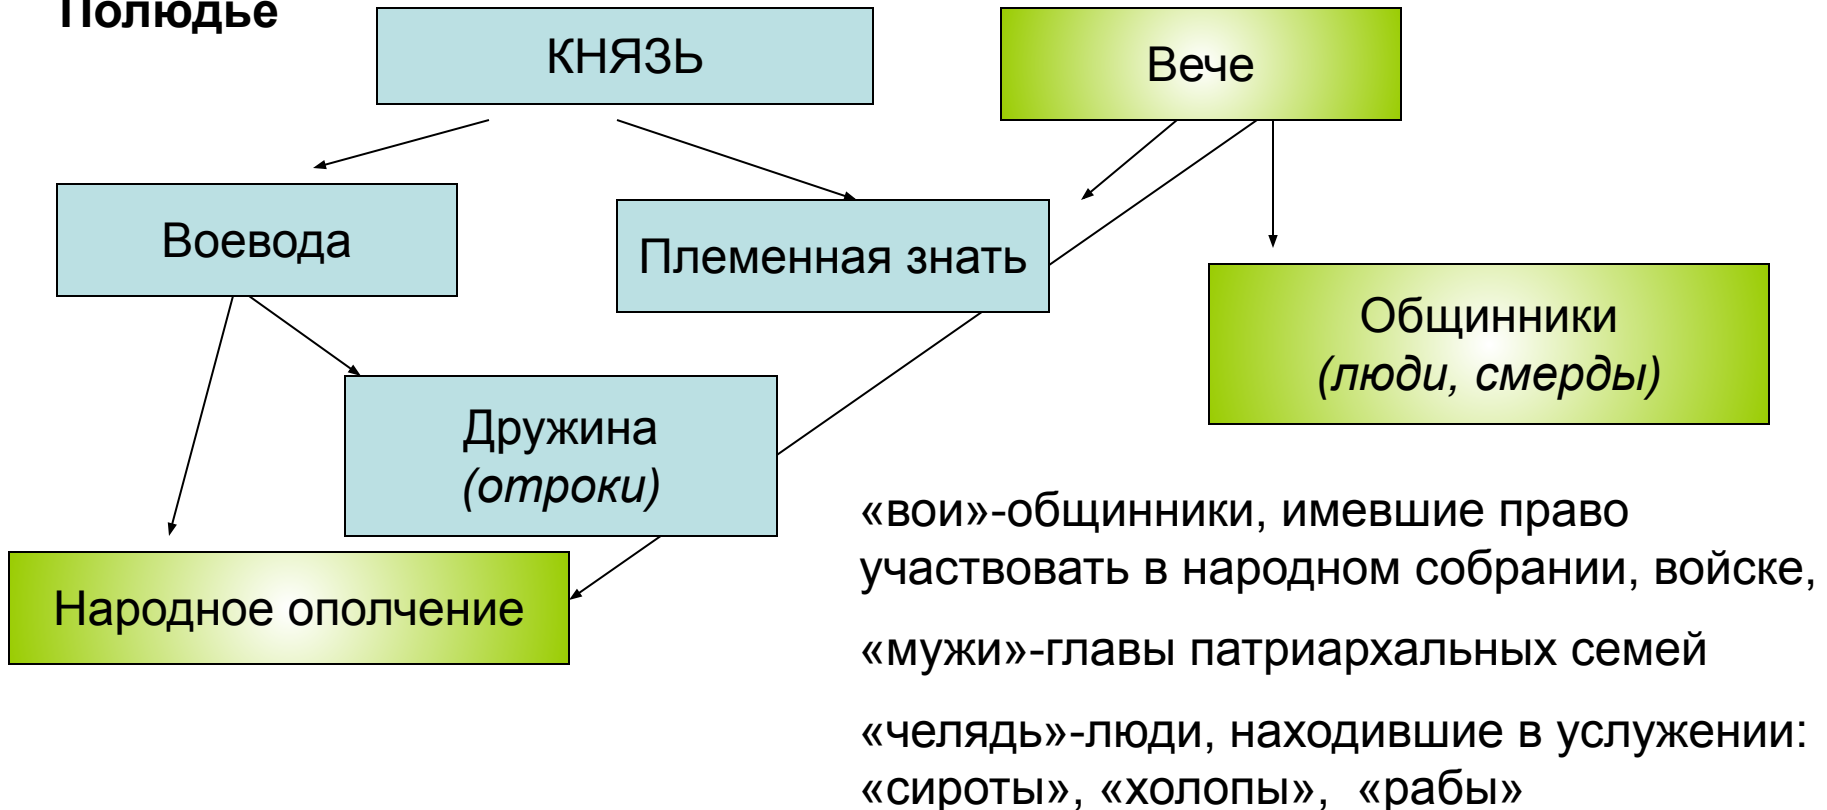 Полюдье
КНЯЗЬ
Вече
Воевода
Племенная знать
Общинники
(люди, смерды)
Дружина
(отроки)
Народное ополчение
«вои»-общинники, имевшие право
участвовать в народном собрании, войске,
«мужи»-главы патриархальных семей
«челядь»-люди, находившие в услужении:
«сироты», «холопы», «рабы»